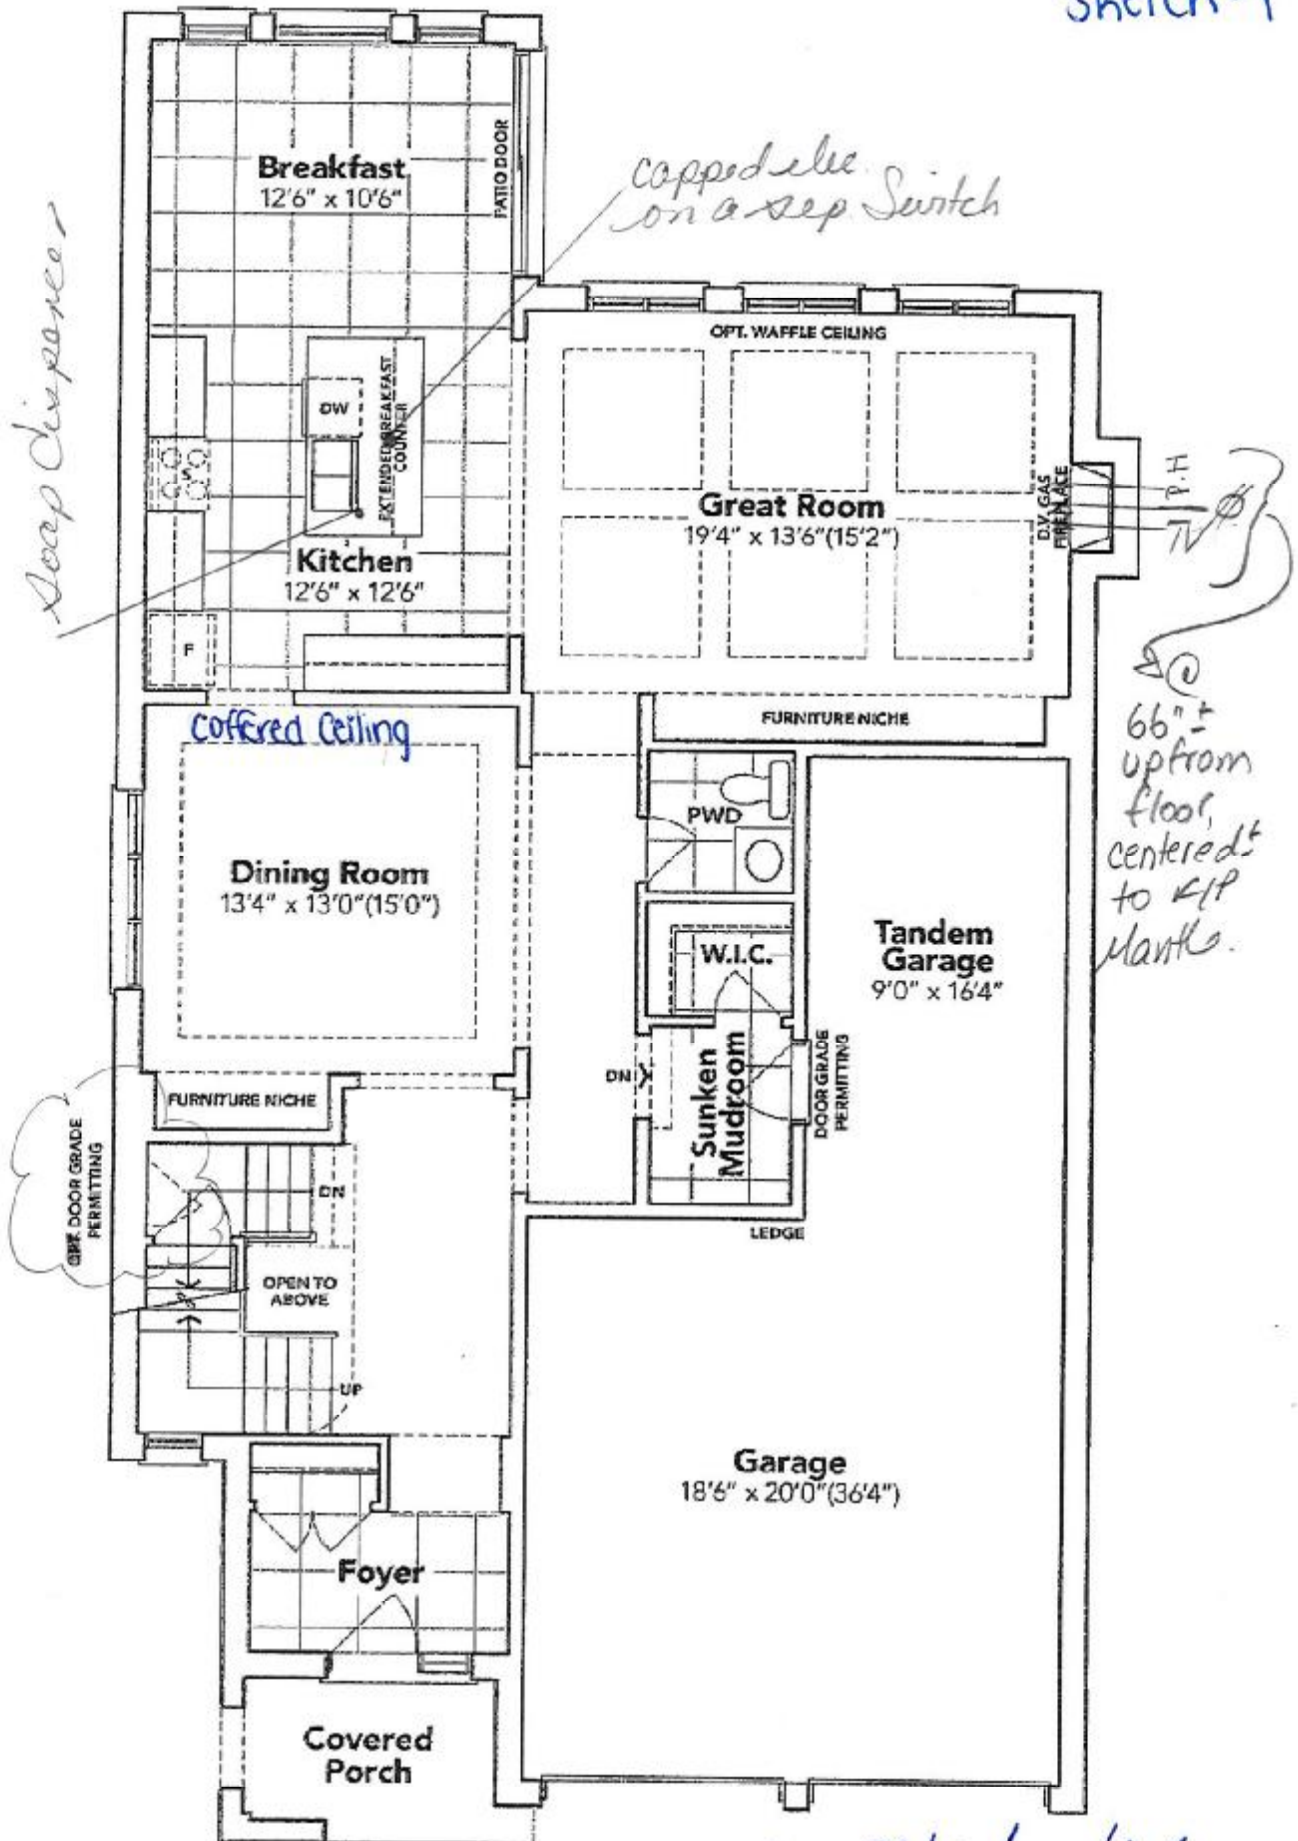 Sketch-1
Breakfast
12'6" x 10'6"
PATIO DOOR
capped elec
on a sep. Switch
soap dispenser
OPT. WAFFLE CEILING
DW
EXTENDED BREAKFAST
COUNTER
S
Great Room
19'4" x 13'6"(15'2")
D.V. GAS
FIREPLACE
P.H
TV
Kitchen
12'6" x 12'6"
F
@
66" ±
up from
floor,
centered ±
to F/P
Mantle.
FURNITURE NICHE
coffered Ceiling
PWD
Dining Room
13'4" x 13'0"(15'0")
W.I.C.
Tandem
Garage
9'0" x 16'4"
DN
Sunken
Mudroom
DOOR GRADE
PERMITTING
FURNITURE NICHE
DOOR GRADE
PERMITTING
DN
LEDGE
OPEN TO
ABOVE
UP
Garage
18'6" x 20'0"(36'4")
Foyer
Covered
Porch